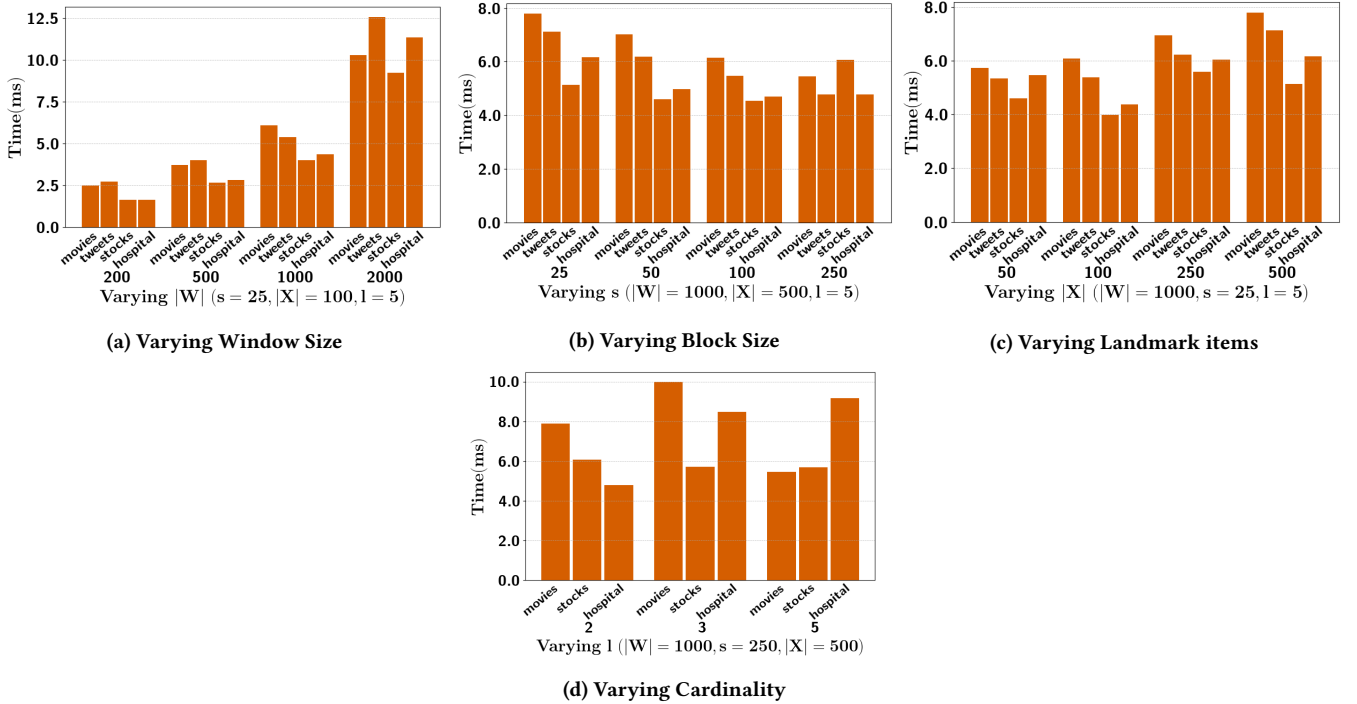 12.5
10.0
7.5
5.0
2.5
0.0
Time(ms)
movies tweets stocks hospital movies tweets stocks hospital movies tweets stocks hospital movies tweets stocks hospital
200 500 1000 2000
Varying |W| (s = 25, |X| = 100, l = 5)
(a) Varying Window Size
8.0
6.0
4.0
2.0
0.0
Time(ms)
movies tweets stocks hospital movies tweets stocks hospital movies tweets stocks hospital movies tweets stocks hospital
25 50 100 250
Varying s (|W| = 1000, |X| = 500, l = 5)
(b) Varying Block Size
8.0
6.0
4.0
2.0
0.0
Time(ms)
movies tweets stocks hospital movies tweets stocks hospital movies tweets stocks hospital movies tweets stocks hospital
50 100 250 500
Varying |X| (|W| = 1000, s = 25, l = 5)
(c) Varying Landmark items
10.0
8.0
6.0
4.0
2.0
0.0
Time(ms)
movies stocks hospital movies stocks hospital movies stocks hospital
2 3 5
Varying l (|W| = 1000, s = 250, |X| = 500)
(d) Varying Cardinality